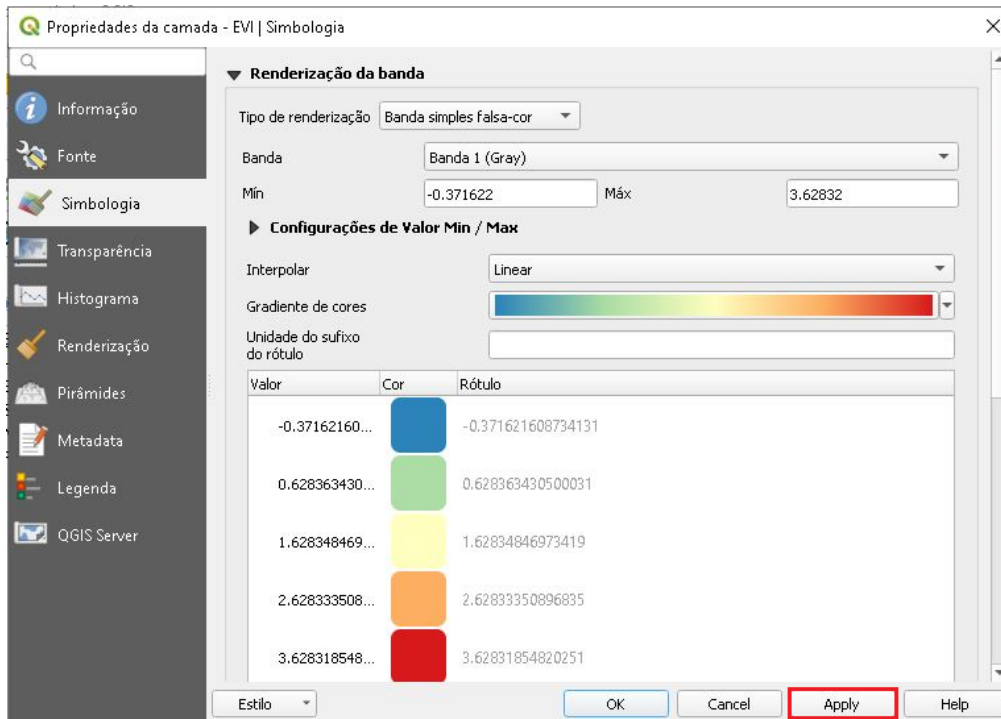 Propriedades da camada - EVI | Simbologia
Informação
Fonte
Simbologia
Transparência
Histograma
Renderização
Pirâmides
Metadata
Legenda
QGIS Server
Renderização da banda
Tipo de renderização Banda simples falsa-cor
Banda Banda 1 (Gray)
Mín -0.371622 Máx 3.62832
Configurações de Valor Min / Max
Interpolar Linear
Gradiente de cores
Unidade do sufixo
do rótulo
Valor Cor Rótulo
-0.37162160... -0.371621608734131
0.628363430... 0.628363430500031
1.628348469... 1.62834846973419
2.628333508... 2.62833350896835
3.628318548... 3.62831854820251
Estilo OK Cancel Apply Help